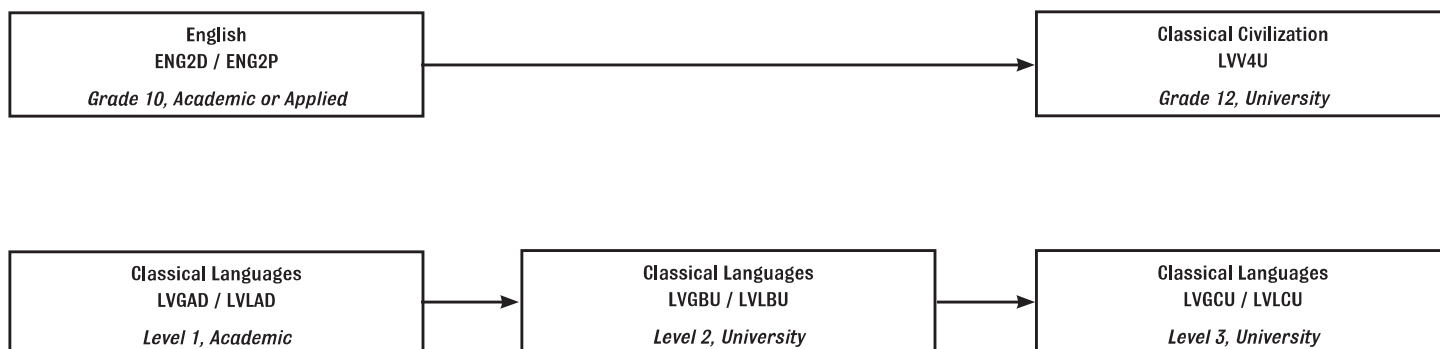 English
ENG2D / ENG2P
Grade 10, Academic or Applied
Classical Civilization
LVV4U
Grade 12, University
Classical Languages
LVGAD / LVLAD
Level 1, Academic
Classical Languages
LVGBU / LVLBU
Level 2, University
Classical Languages
LVGCU / LVLCU
Level 3, University